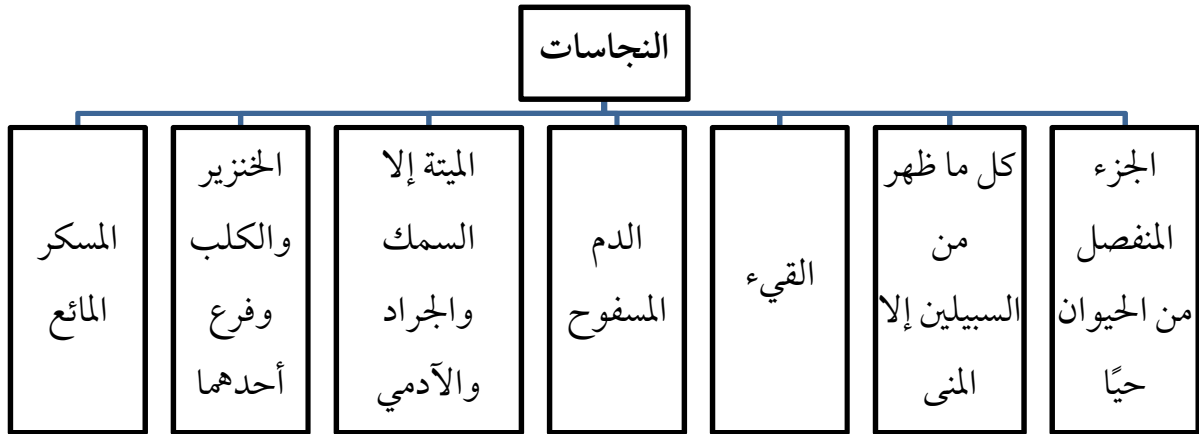 النجاسات
الجزء
المنفصل
من الحيوان
حيًا
كل ما ظهر
من
السبيلين إلا
المنى
القيء
الدم
المسفوح
الميتة إلا
السمك
والجراد
والآدمي
الخنزير
والكلب
وفرع
أحدهما
المسكر
المائع